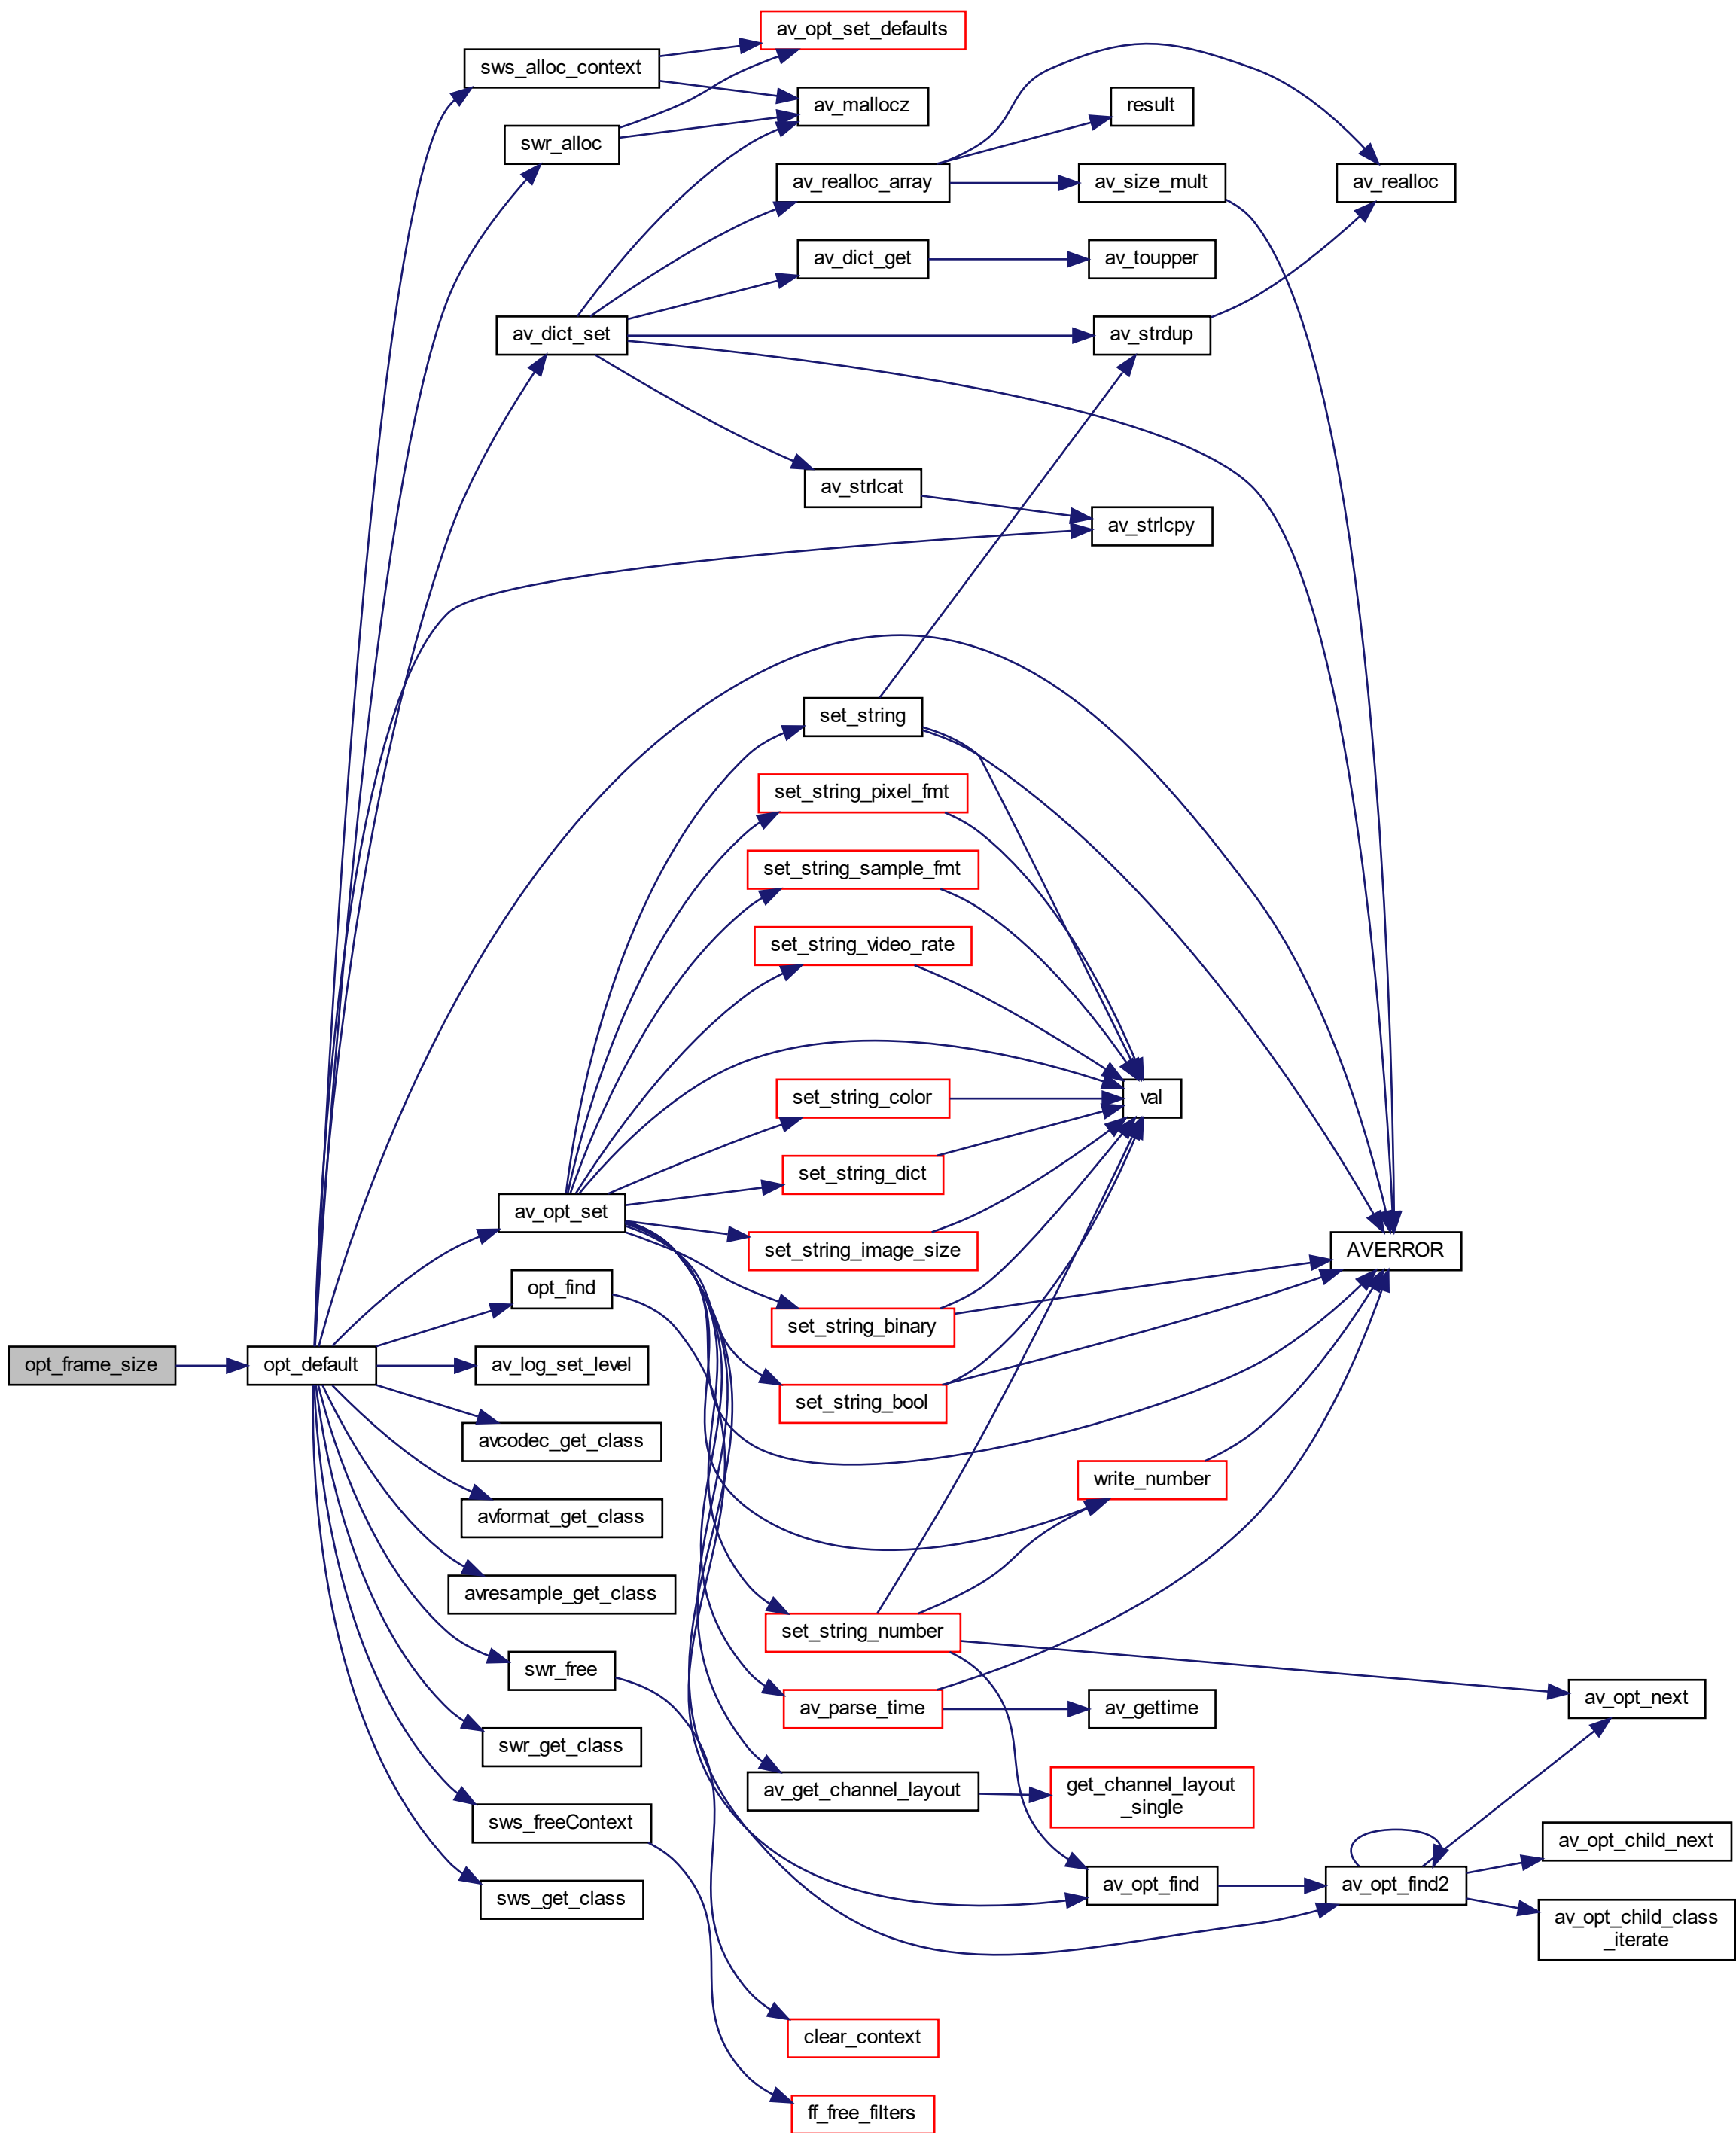 av_opt_set_defaults
sws_alloc_context
av_mallocz
result
swr_alloc
av_realloc_array
av_size_mult
av_realloc
av_dict_get
av_toupper
av_dict_set
av_strdup
av_strlcat
av_strlcpy
set_string
set_string_pixel_fmt
set_string_sample_fmt
set_string_video_rate
set_string_color
val
set_string_dict
av_opt_set
set_string_image_size
AVERROR
opt_find
set_string_binary
opt_frame_size
opt_default
av_log_set_level
set_string_bool
avcodec_get_class
write_number
avformat_get_class
avresample_get_class
set_string_number
swr_free
av_opt_next
av_parse_time
av_gettime
swr_get_class
av_get_channel_layout
get_channel_layout
_single
sws_freeContext
av_opt_child_next
av_opt_find
av_opt_find2
sws_get_class
av_opt_child_class
_iterate
clear_context
ff_free_filters